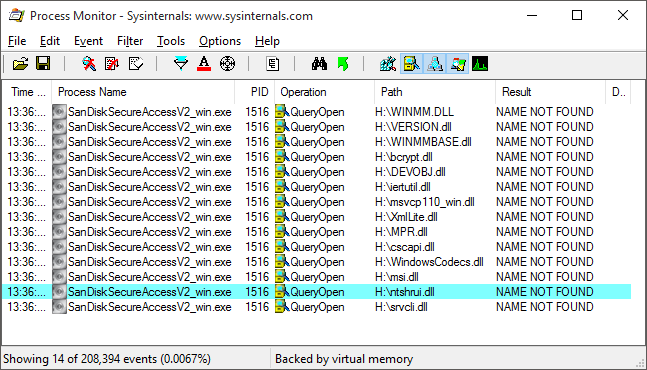 Process Monitor - Sysinternals: www.sysinternals.com
File Edit Event Filter Tools Options Help
Time ... Process Name PID Operation Path Result D..
13:36:... SanDiskSecureAccessV2_win.exe 1516 QueryOpen H:\WINMM.DLL NAME NOT FOUND
13:36:... SanDiskSecureAccessV2_win.exe 1516 QueryOpen H:\VERSION.dll NAME NOT FOUND
13:36:... SanDiskSecureAccessV2_win.exe 1516 QueryOpen H:\WINMMBASE.dll NAME NOT FOUND
13:36:... SanDiskSecureAccessV2_win.exe 1516 QueryOpen H:\bcrypt.dll NAME NOT FOUND
13:36:... SanDiskSecureAccessV2_win.exe 1516 QueryOpen H:\DEVOBJ.dll NAME NOT FOUND
13:36:... SanDiskSecureAccessV2_win.exe 1516 QueryOpen H:\iertutil.dll NAME NOT FOUND
13:36:... SanDiskSecureAccessV2_win.exe 1516 QueryOpen H:\msvcp110_win.dll NAME NOT FOUND
13:36:... SanDiskSecureAccessV2_win.exe 1516 QueryOpen H:\XmlLite.dll NAME NOT FOUND
13:36:... SanDiskSecureAccessV2_win.exe 1516 QueryOpen H:\MPR.dll NAME NOT FOUND
13:36:... SanDiskSecureAccessV2_win.exe 1516 QueryOpen H:\cscapi.dll NAME NOT FOUND
13:36:... SanDiskSecureAccessV2_win.exe 1516 QueryOpen H:\WindowsCodecs.dll NAME NOT FOUND
13:36:... SanDiskSecureAccessV2_win.exe 1516 QueryOpen H:\msi.dll NAME NOT FOUND
13:36:... SanDiskSecureAccessV2_win.exe 1516 QueryOpen H:\ntshrui.dll NAME NOT FOUND
13:36:... SanDiskSecureAccessV2_win.exe 1516 QueryOpen H:\srvcli.dll NAME NOT FOUND
Showing 14 of 208,394 events (0.0067%) Backed by virtual memory